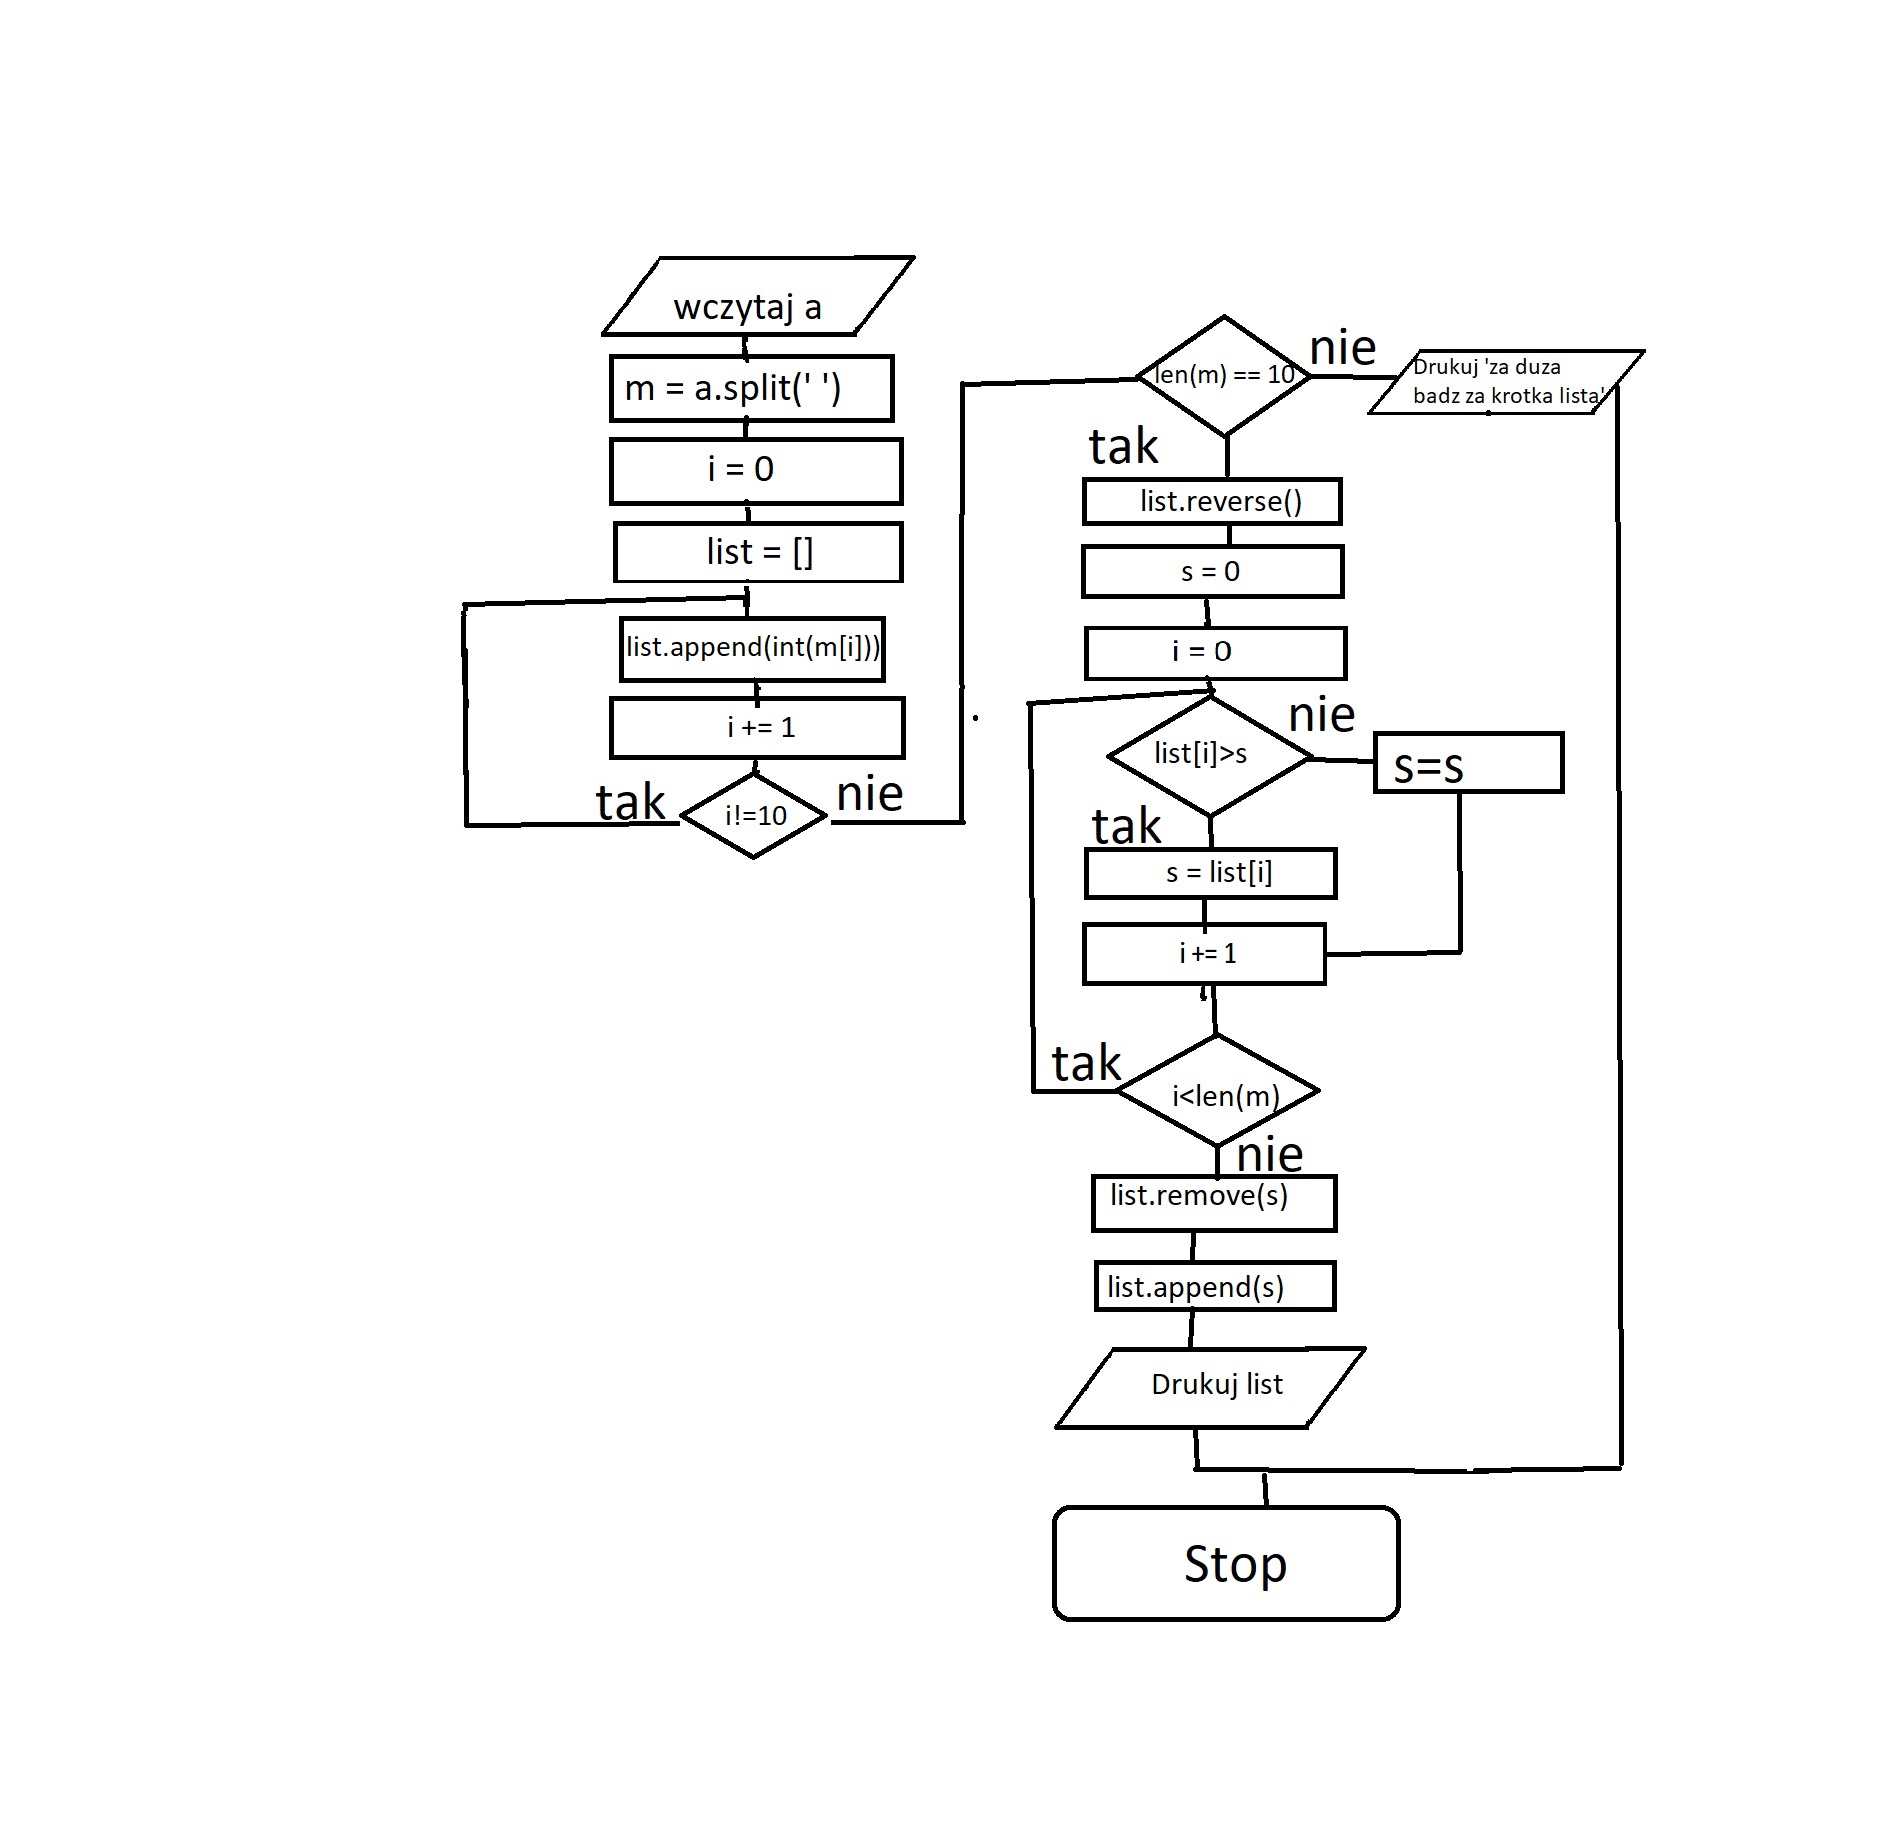 wczytaj a
m = a.split(' ')
i = 0
list = []
list.append(int(m[i]))
i += 1
i!=10
tak
nie
len(m) == 10
nie
Drukuj 'za duza
badz za krotka lista'
tak
list.reverse()
s = 0
i = 0
list[i]>s
nie
s=s
tak
s = list[i]
i += 1
i<len(m)
tak
nie
list.remove(s)
list.append(s)
Drukuj list
Stop